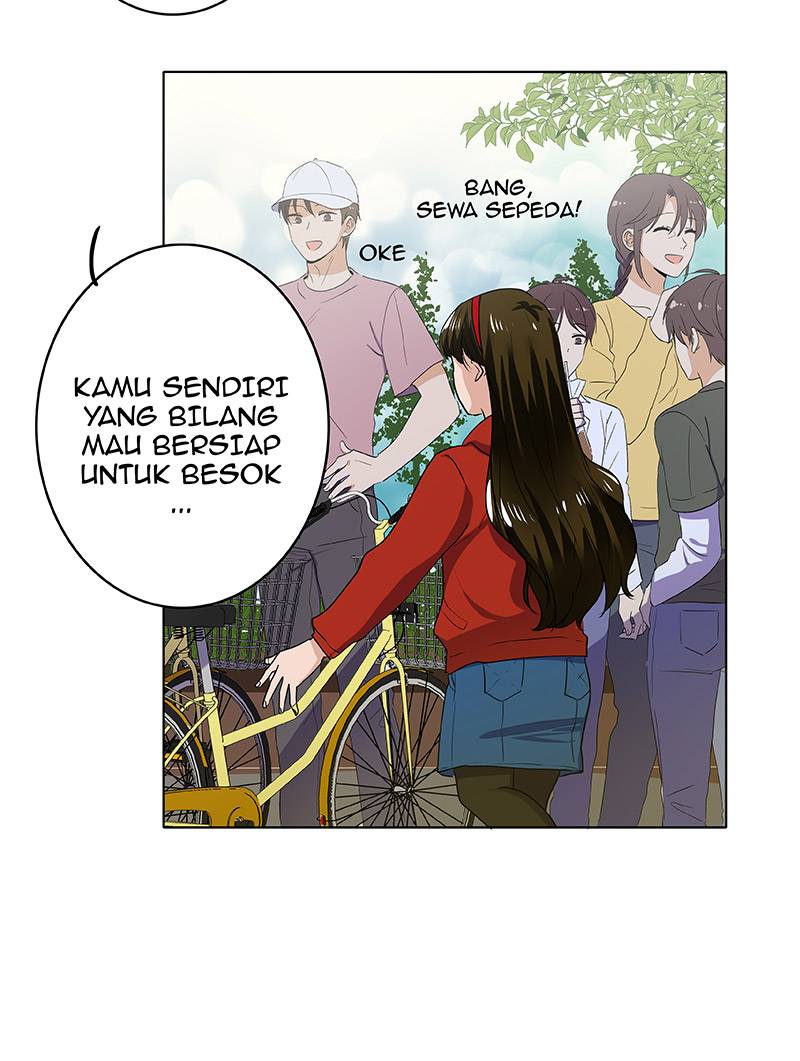 BANG,
SEWA SEPEDA!
OKE
KAMU SENDIRI
YANG BILANG
MAU BERSIAP
UNTUK BESOK
...